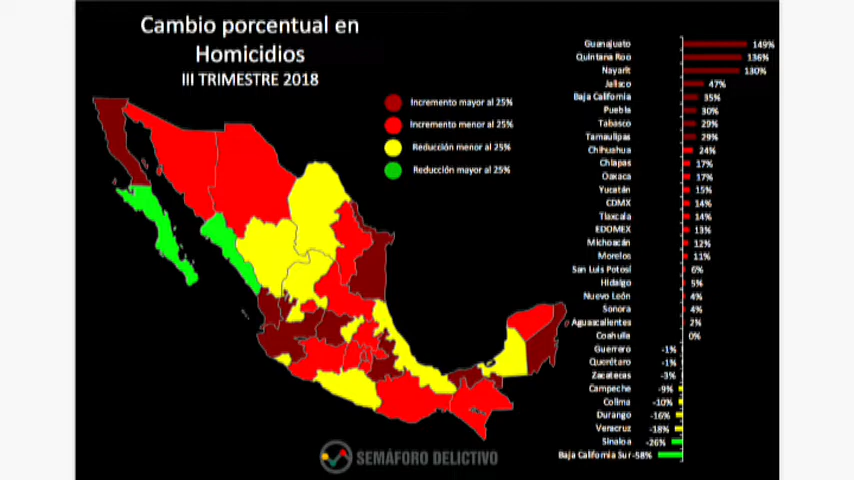 Cambio porcentual en
Homicidios
III TRIMESTRE 2018
Incremento mayor al 25%
Incremento menor al 25%
Reducción menor al 25%
Reducción mayor al 25%
Guanajuato 149%
Quintana Roo 136%
Nayarit 130%
Jalisco 47%
Baja California 35%
Puebla 30%
Tabasco 29%
Tamaulipas 29%
Chihuahua 24%
Chiapas 17%
Oaxaca 17%
Yucatán 15%
CDMX 14%
Tlaxcala 14%
EDOMEX 13%
Michoacán 12%
Morelos 11%
San Luis Potosí 6%
Hidalgo 5%
Nuevo León 4%
Sonora 4%
Aguascalientes 2%
Coahuila 0%
Guerrero -1%
Querétaro -1%
Zacatecas -3%
Campeche -9%
Colima -10%
Durango -16%
Veracruz -18%
Sinaloa -26%
Baja California Sur -58%
SEMÁFORO DELICTIVO